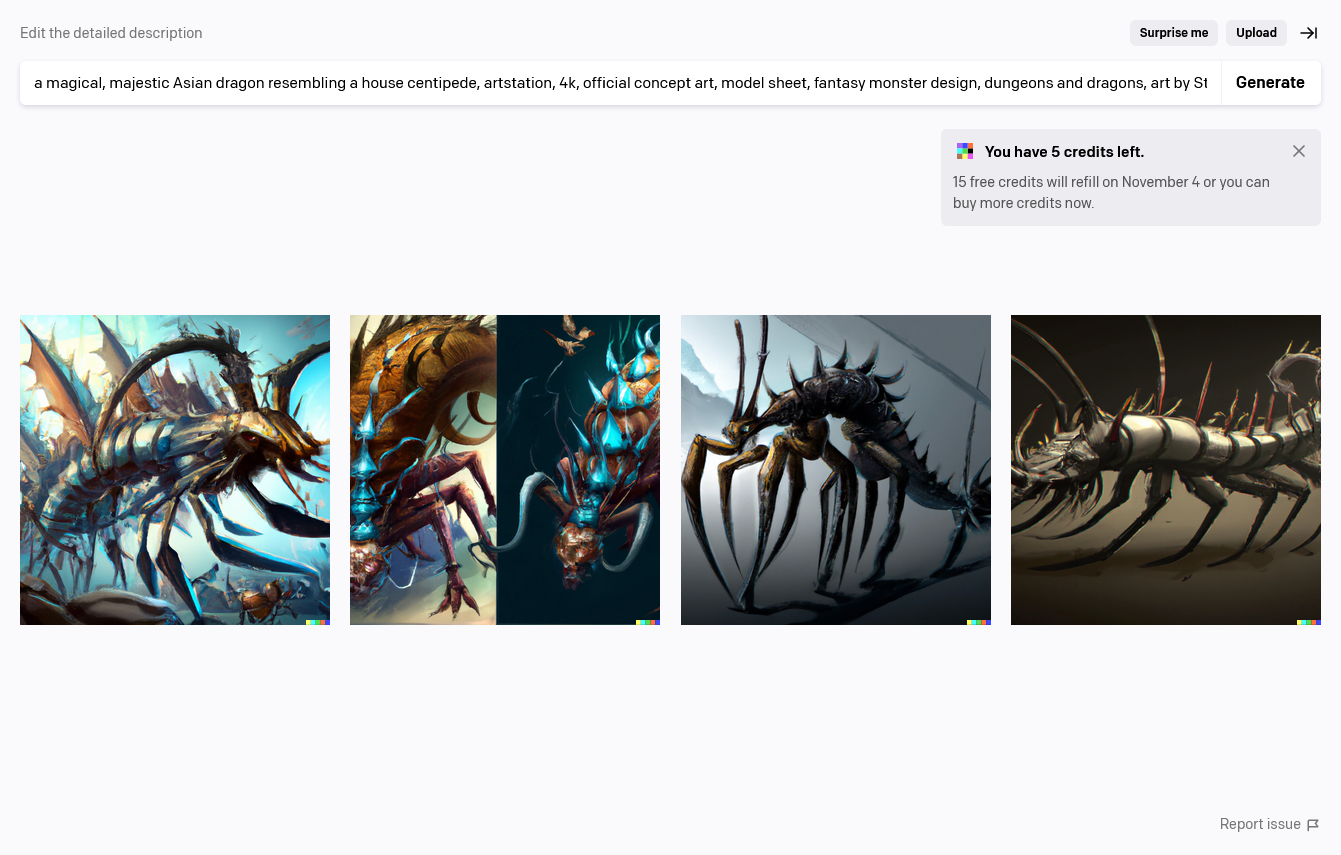 Edit the detailed description
Surprise me
Upload
a magical, majestic Asian dragon resembling a house centipede, artstation, 4k, official concept art, model sheet, fantasy monster design, dungeons and dragons, art by St
Generate
You have 5 credits left.
15 free credits will refill on November 4 or you can
buy more credits now.
Report issue